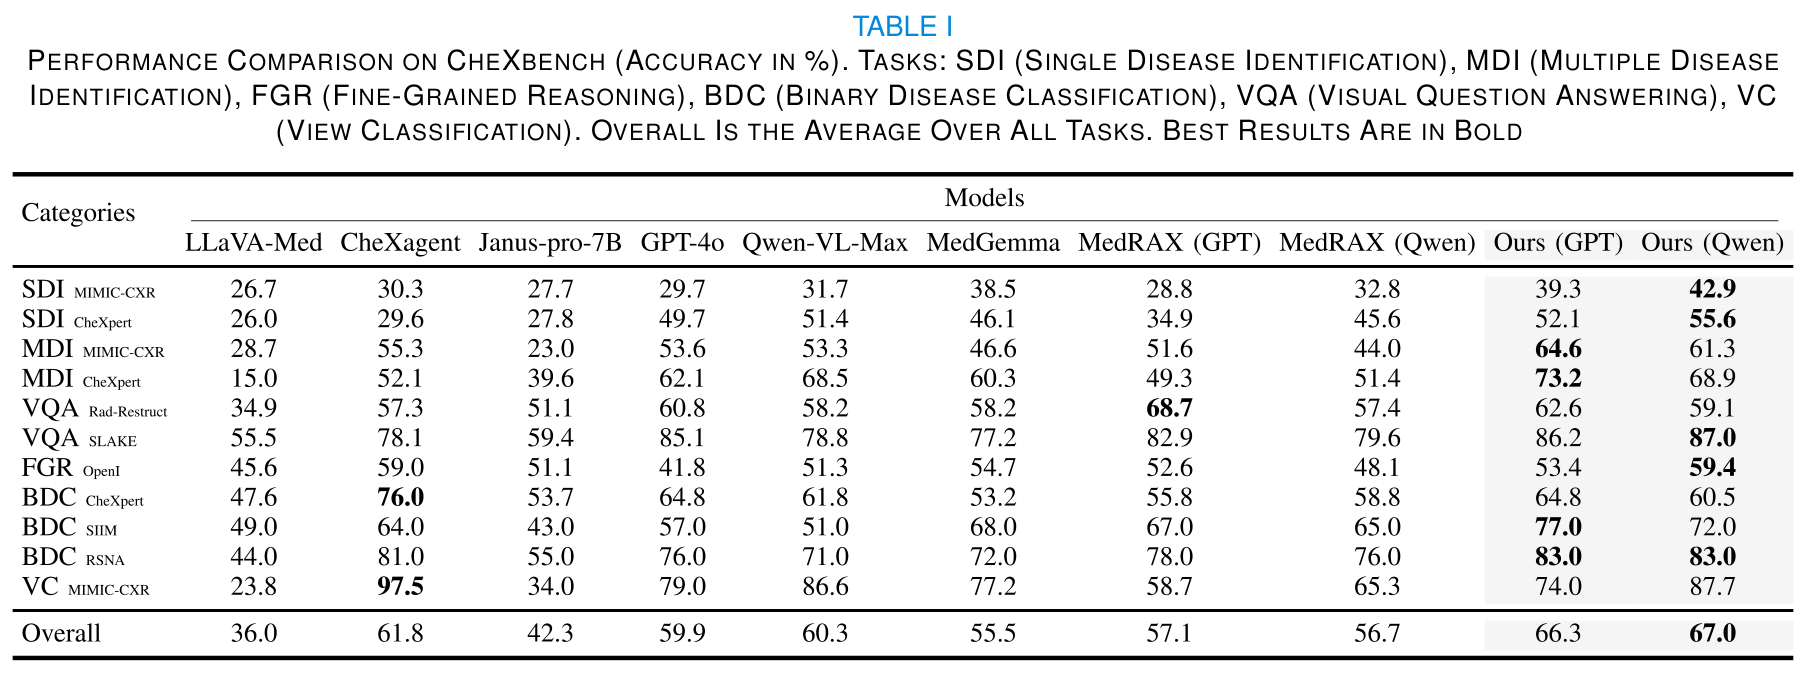 TABLE I
PERFORMANCE COMPARISON ON CHEXBENCH (ACCURACY IN %). TASKS: SDI (SINGLE DISEASE IDENTIFICATION), MDI (MULTIPLE DISEASE
IDENTIFICATION), FGR (FINE-GRAINED REASONING), BDC (BINARY DISEASE CLASSIFICATION), VQA (VISUAL QUESTION ANSWERING), VC
(VIEW CLASSIFICATION). OVERALL IS THE AVERAGE OVER ALL TASKS. BEST RESULTS ARE IN BOLD
Categories Models
LLaVA-Med CheXagent Janus-pro-7B GPT-4o Qwen-VL-Max MedGemma MedRAX (GPT) MedRAX (Qwen) Ours (GPT) Ours (Qwen)
SDI MIMIC-CXR 26.7 30.3 27.7 29.7 31.7 38.5 28.8 32.8 39.3 42.9
SDI CheXpert 26.0 29.6 27.8 49.7 51.4 46.1 34.9 45.6 52.1 55.6
MDI MIMIC-CXR 28.7 55.3 23.0 53.6 53.3 46.6 51.6 44.0 64.6 61.3
MDI CheXpert 15.0 52.1 39.6 62.1 68.5 60.3 49.3 51.4 73.2 68.9
VQA Rad-Restruct 34.9 57.3 51.1 60.8 58.2 58.2 68.7 57.4 62.6 59.1
VQA SLAKE 55.5 78.1 59.4 85.1 78.8 77.2 82.9 79.6 86.2 87.0
FGR OpenI 45.6 59.0 51.1 41.8 51.3 54.7 52.6 48.1 53.4 59.4
BDC CheXpert 47.6 76.0 53.7 64.8 61.8 53.2 55.8 58.8 64.8 60.5
BDC SIIM 49.0 64.0 43.0 57.0 51.0 68.0 67.0 65.0 77.0 72.0
BDC RSNA 44.0 81.0 55.0 76.0 71.0 72.0 78.0 76.0 83.0 83.0
VC MIMIC-CXR 23.8 97.5 34.0 79.0 86.6 77.2 58.7 65.3 74.0 87.7
Overall 36.0 61.8 42.3 59.9 60.3 55.5 57.1 56.7 66.3 67.0